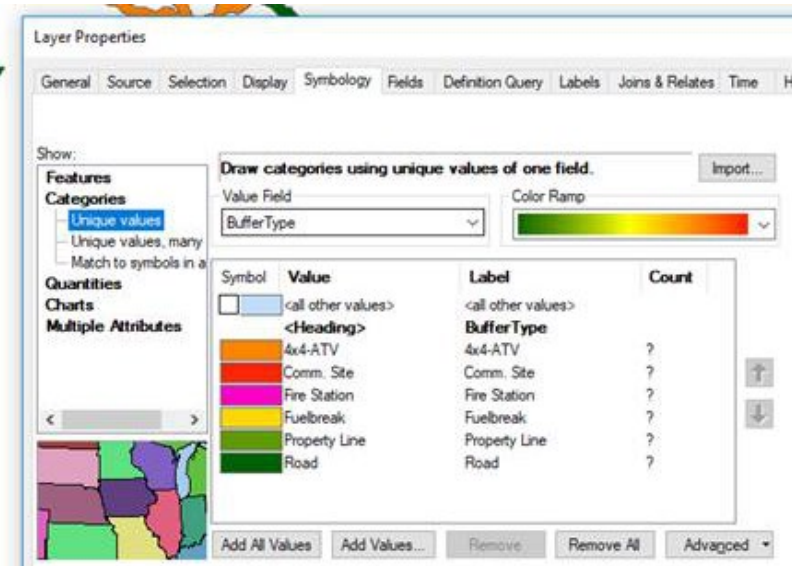 Layer Properties
General Source Selection Display Symbology Fields Definition Query Labels Joins & Relates Time H
Show:
Features
Categories
Unique values
Unique values, many
Match to symbols in a
Quantities
Charts
Multiple Attributes
Draw categories using unique values of one field.
Import...
Value Field
BufferType
Color Ramp
Symbol Value Label Count
<all other values> <all other values>
<Heading> BufferType
4x4-ATV 4x4-ATV ?
Comm. Site Comm. Site ?
Fire Station Fire Station ?
Fuelbreak Fuelbreak ?
Property Line Property Line ?
Road Road ?
Add All Values Add Values... Remove Remove All Advanced